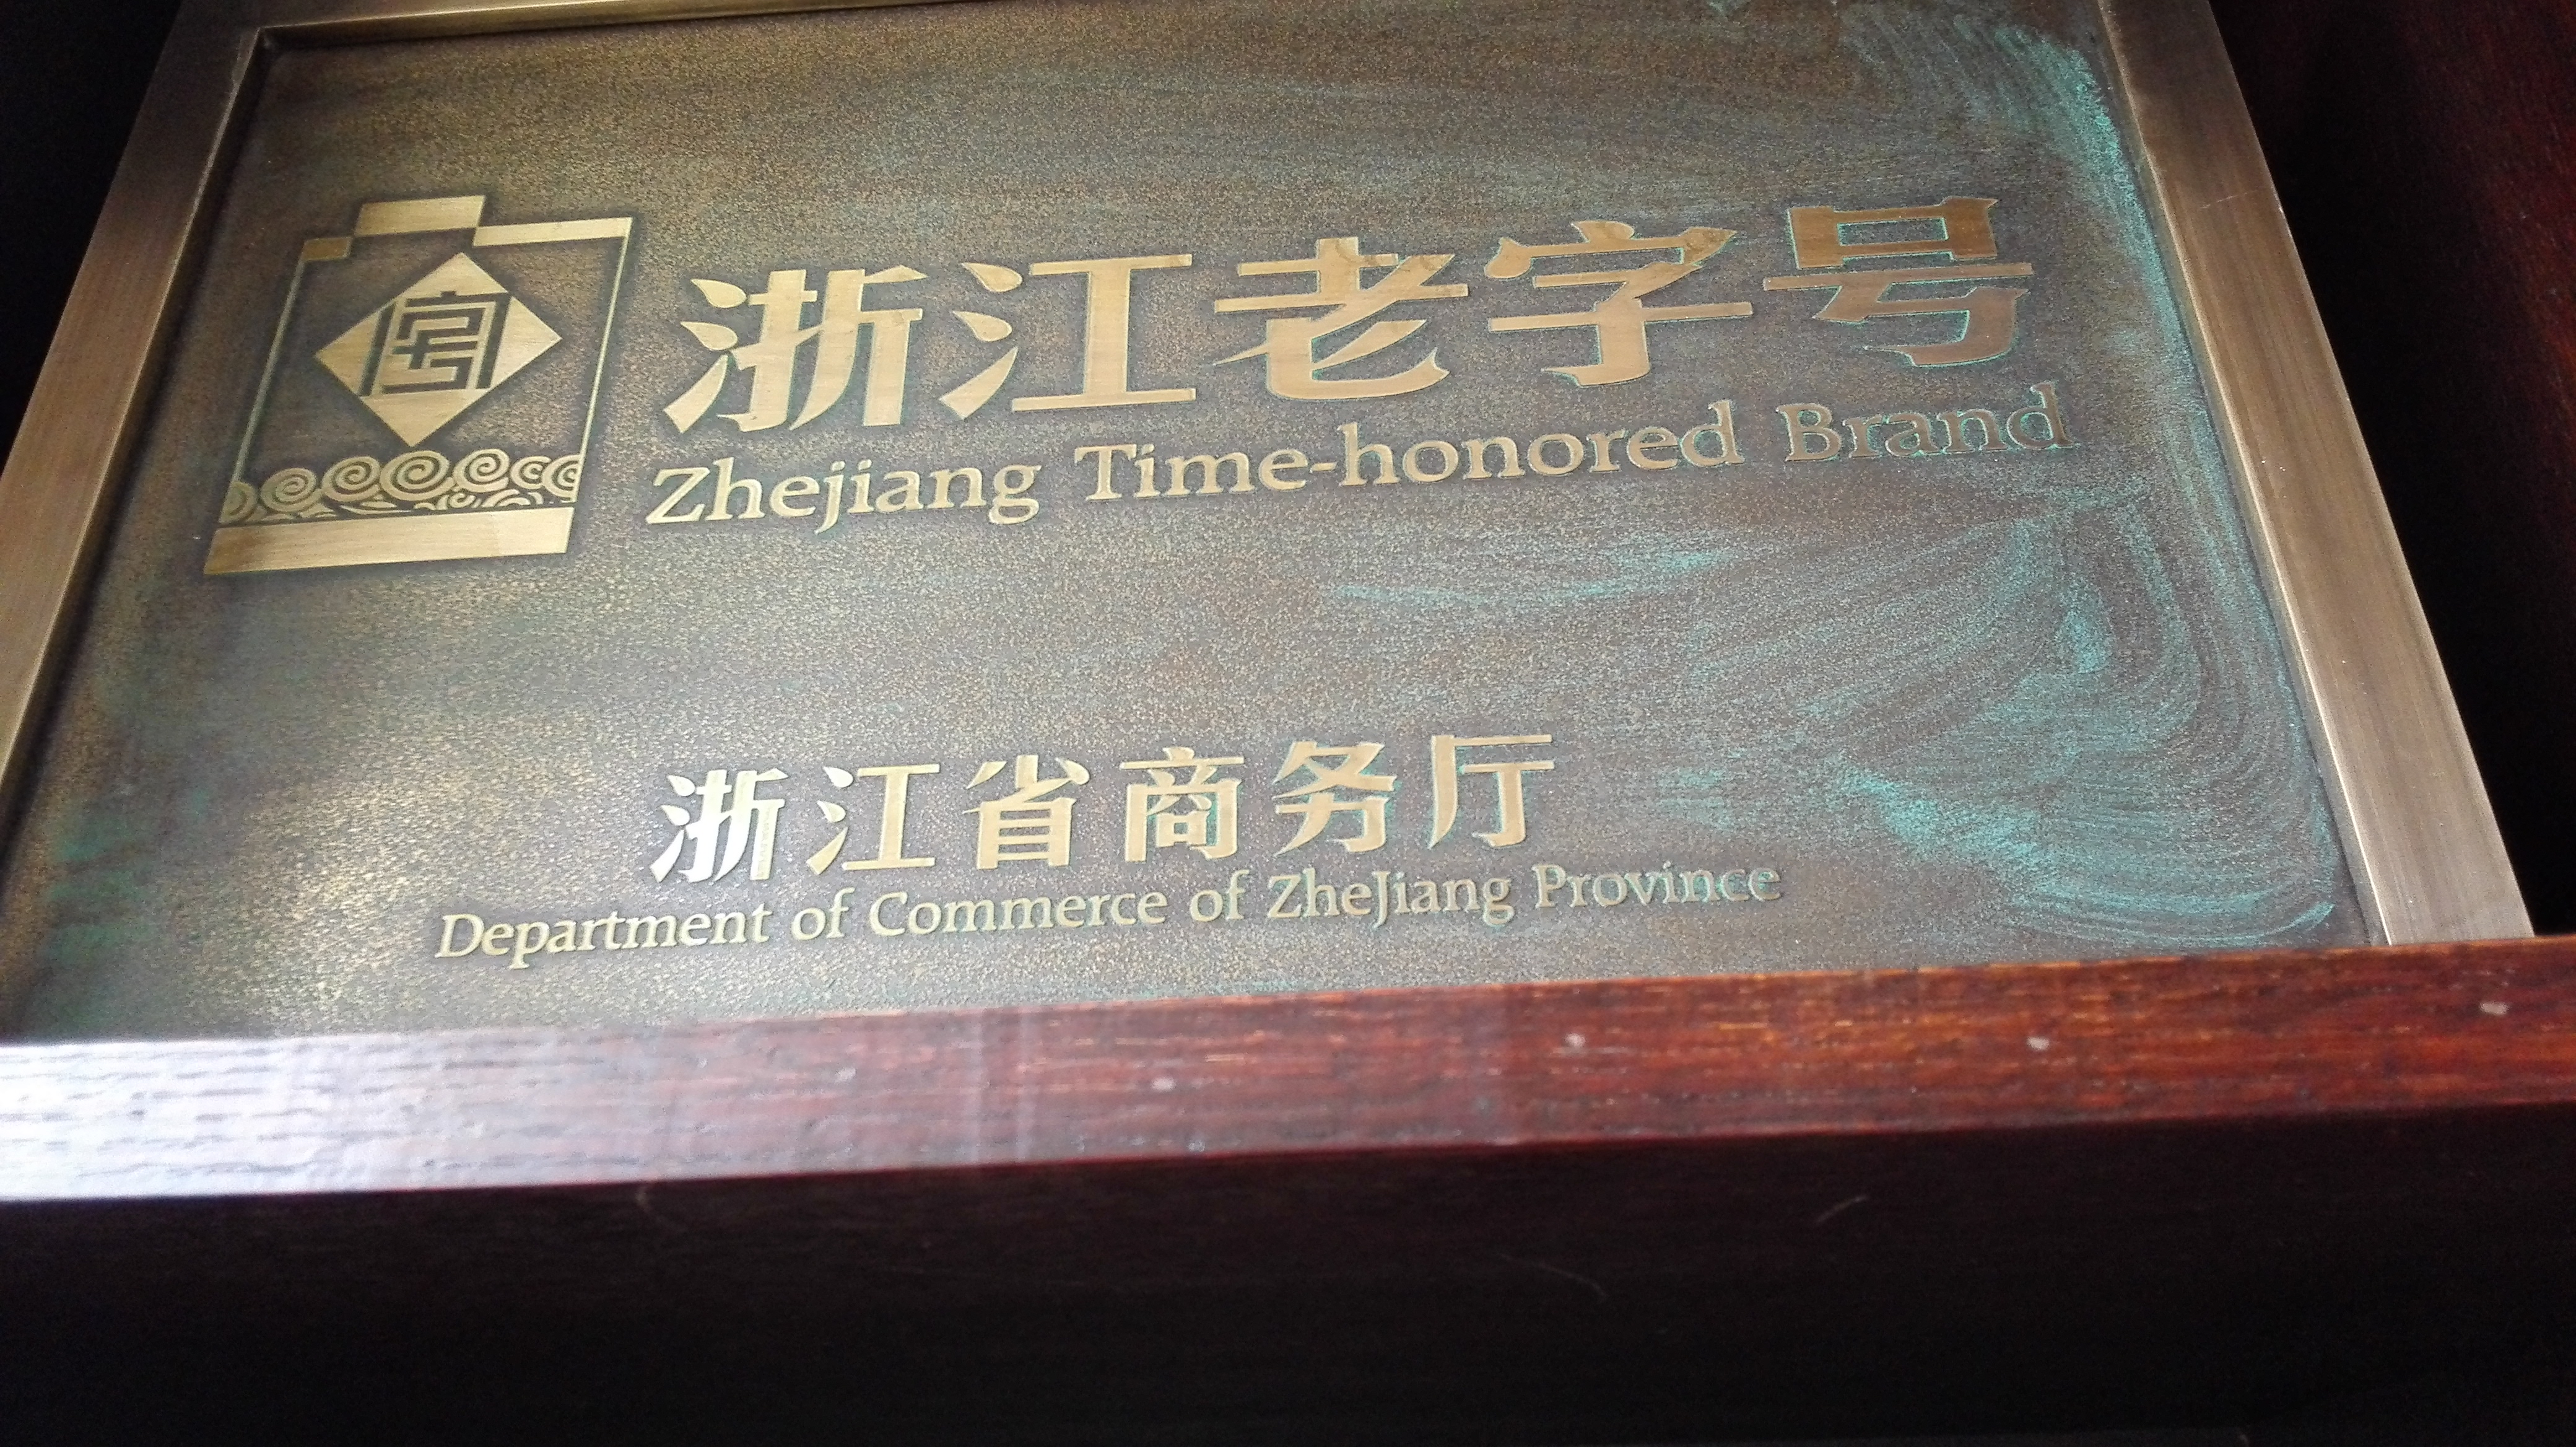 浙江老字号
Zhejiang Time-honored Brand
浙江省商务厅
Department of Commerce of ZheJiang Province